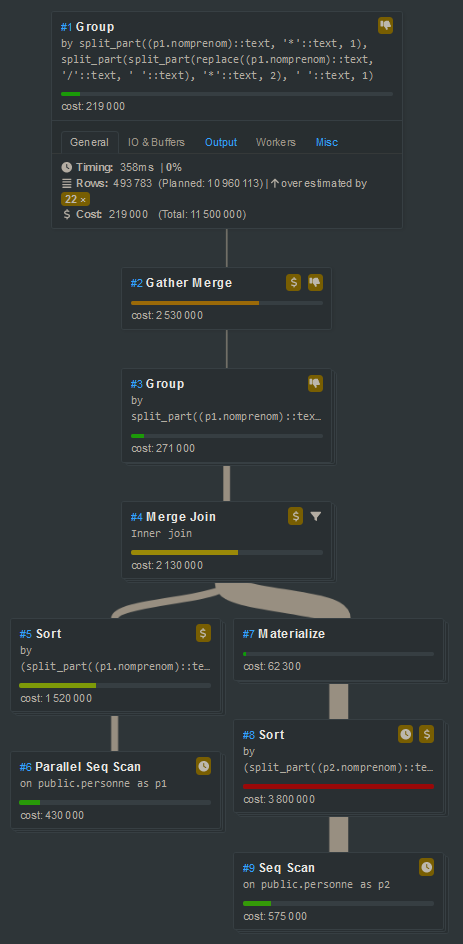 #1 Group
by split_part((p1.nomprenom)::text, '*'::text, 1),
split_part(split_part(replace((p1.nomprenom)::text,
'/'::text, ' '::text), '*'::text, 2), ' '::text, 1)
cost: 219 000
General IO & Buffers Output Workers Misc
Timing: 358ms | 0%
Rows: 493 783 (Planned: 10 960 113) | over estimated by
22 ×
Cost: 219 000 (Total: 11 500 000)
#2 Gather Merge
cost: 2 530 000
#3 Group
by
split_part((p1.nomprenom)::tex…
cost: 271 000
#4 Merge Join
Inner join
cost: 2 130 000
#5 Sort
by
(split_part((p1.nomprenom)::te…
cost: 1 520 000
#7 Materialize
cost: 62 300
#6 Parallel Seq Scan
on public.personne as p1
cost: 430 000
#8 Sort
by
(split_part((p2.nomprenom)::te…
cost: 3 800 000
#9 Seq Scan
on public.personne as p2
cost: 575 000